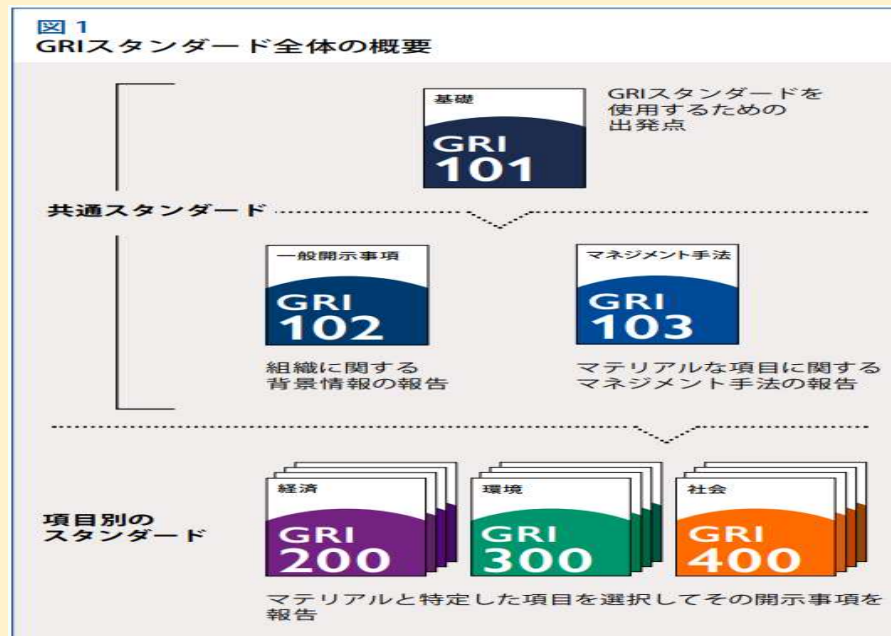 図 1
GRIスタンダード全体の概要
基礎
GRI
101
GRIスタンダードを
使用するための
出発点
共通スタンダード
一般開示事項
GRI
102
組織に関する
背景情報の報告
マネジメント手法
GRI
103
マテリアルな項目に関する
マネジメント手法の報告
項目別の
スタンダード
経済
GRI
200
環境
GRI
300
社会
GRI
400
マテリアルと特定した項目を選択してその開示事項を
報告